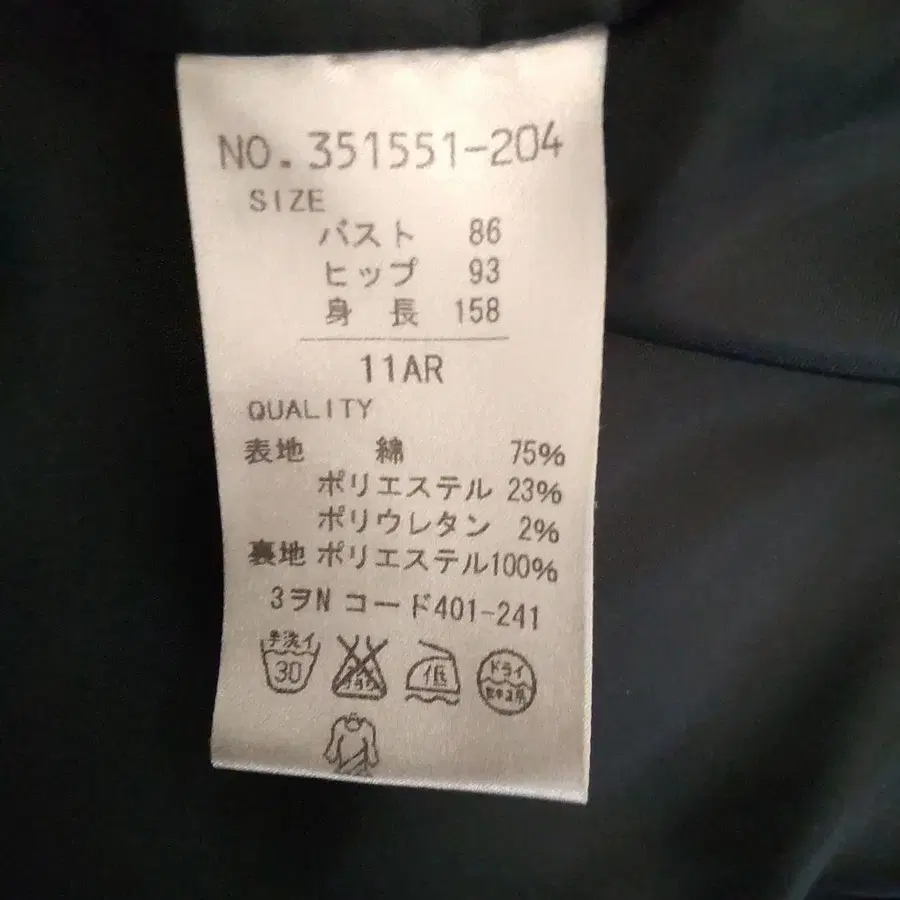 NO. 351551-204
SIZE
バスト 86
ヒップ 93
身 長 158
11AR
QUALITY
表地 綿 75%
ポリエステル 23%
ポリウレタン 2%
裏地 ポリエステル100%
3ヲN コード401-241
手洗イ 30 低 ドライ